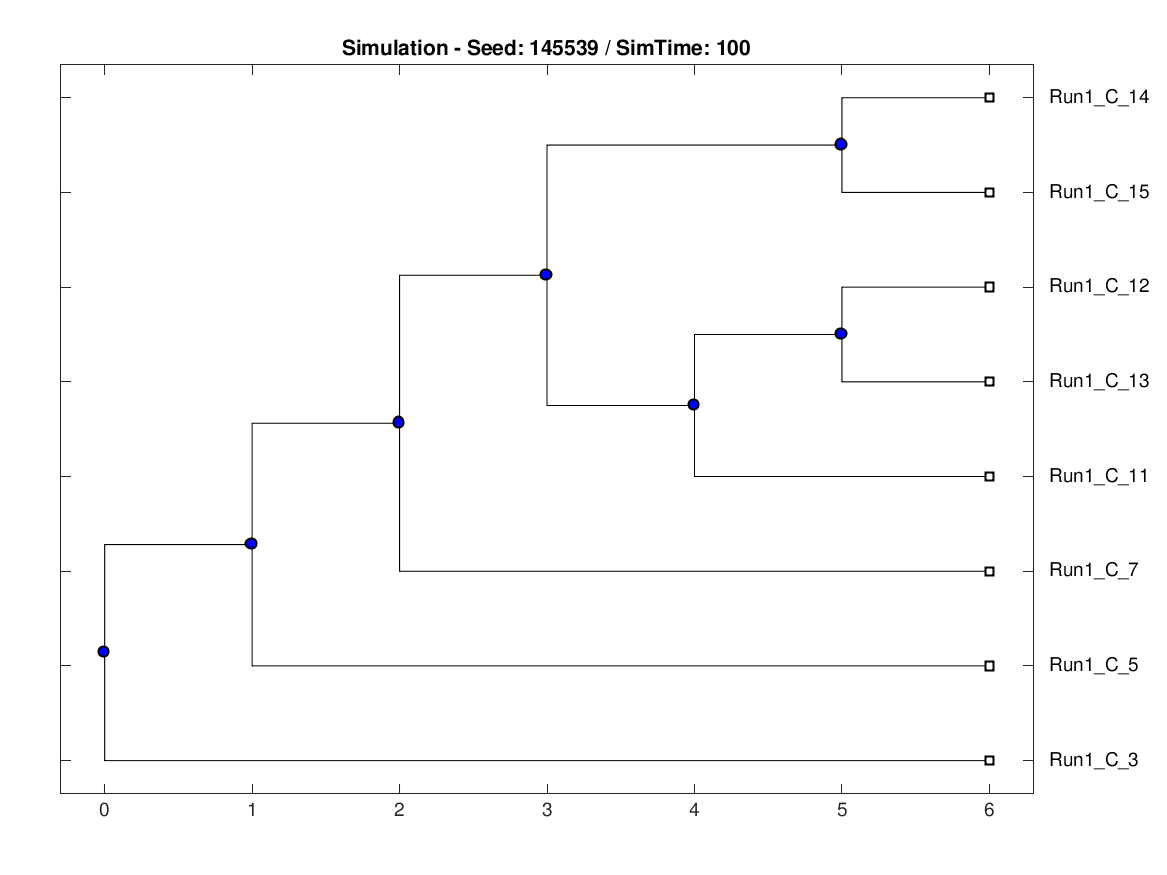 Simulation - Seed: 145539 / SimTime: 100
Run1_C_14
Run1_C_15
Run1_C_12
Run1_C_13
Run1_C_11
Run1_C_7
Run1_C_5
Run1_C_3
0 1 2 3 4 5 6